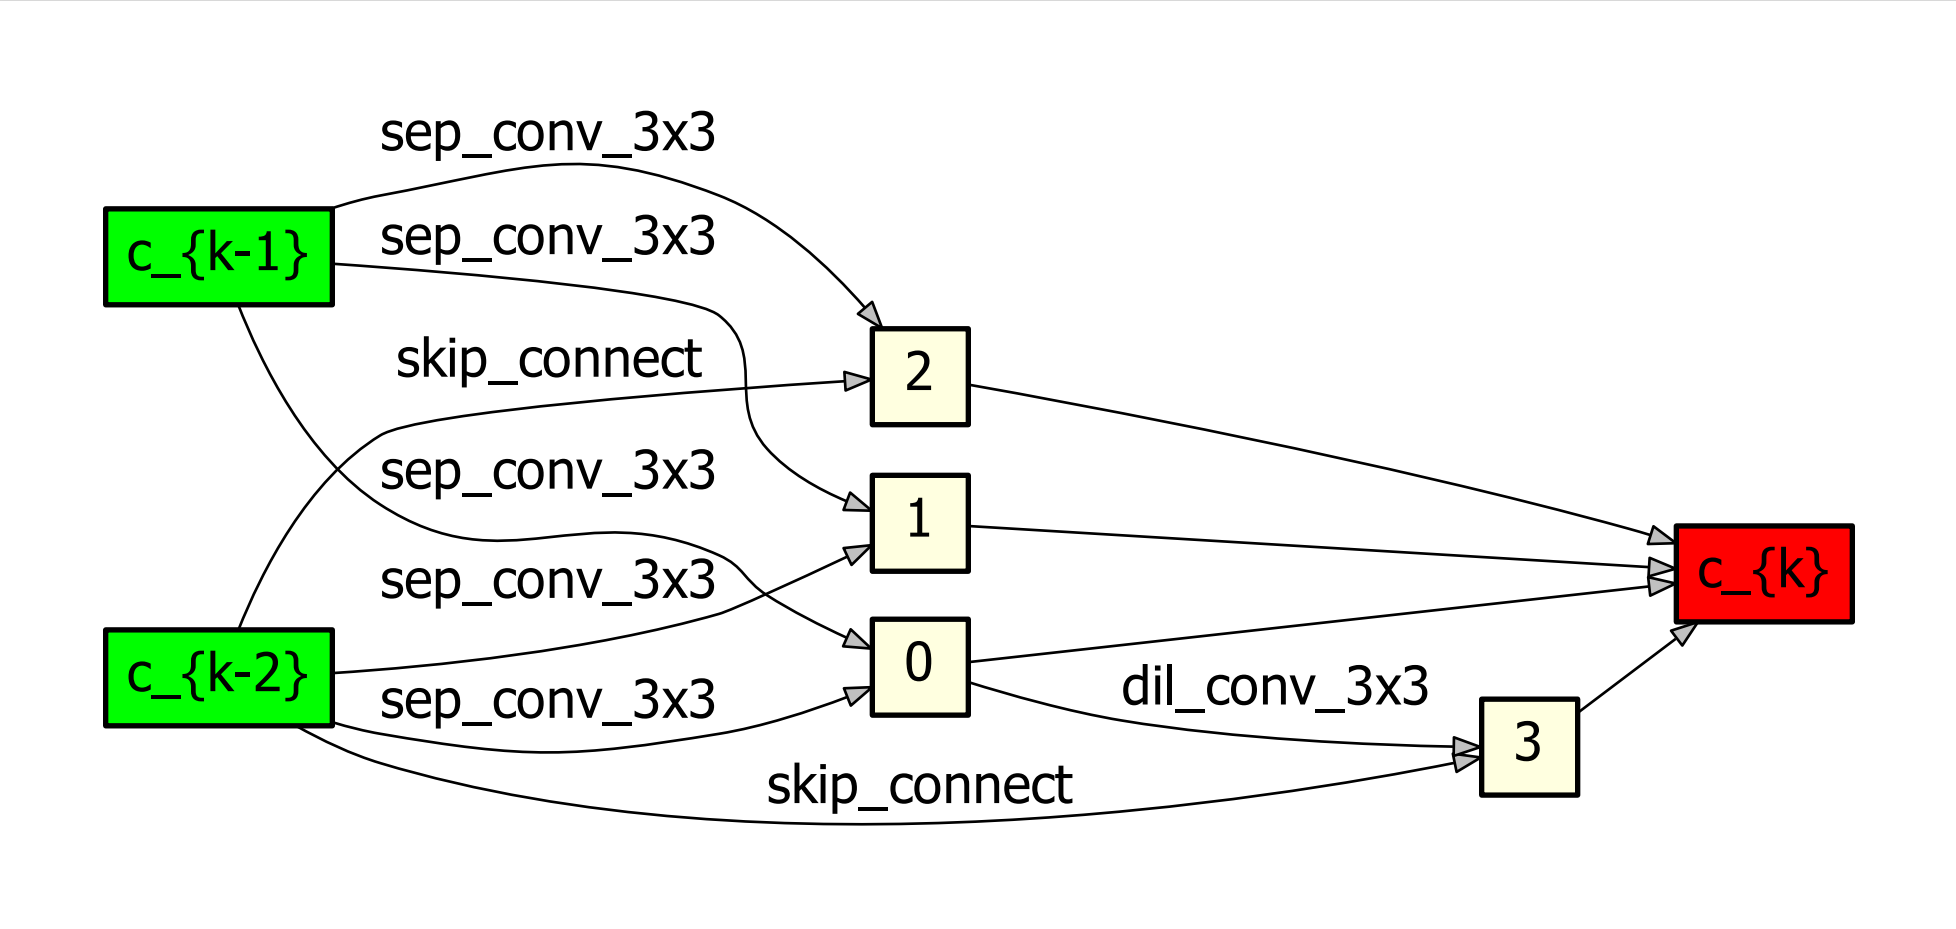 sep_conv_3x3
c_{k-1}
sep_conv_3x3
skip_connect
2
sep_conv_3x3
1
sep_conv_3x3
c_{k}
c_{k-2}
sep_conv_3x3
0
dil_conv_3x3
3
skip_connect